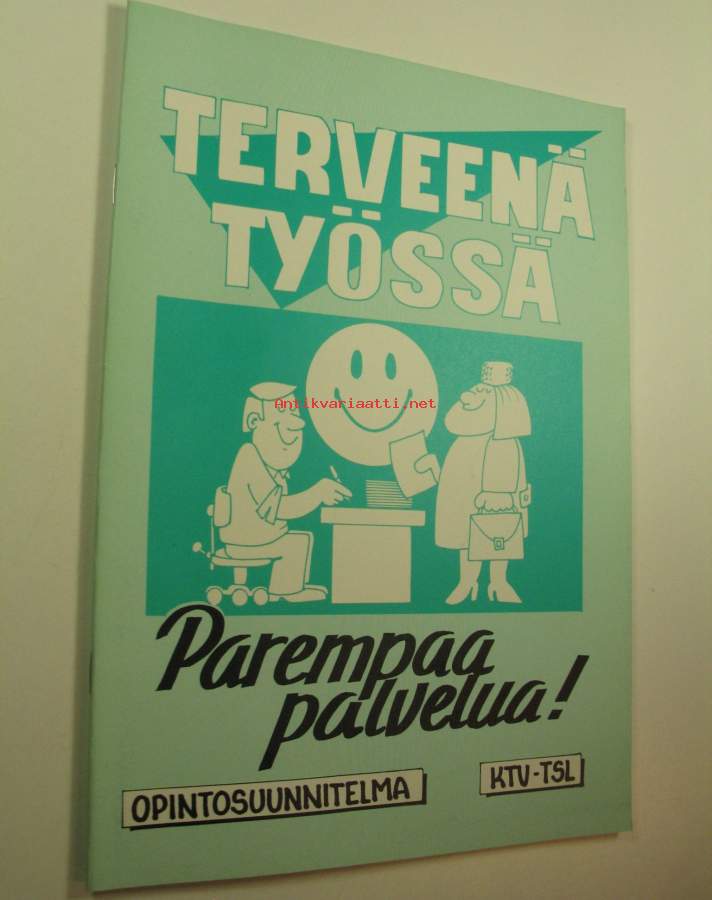 TERVEENÄ
TYÖSSÄ
Antikvariaatti.net
Parempaa
palvelua!
OPINTOSUUNNITELMA
KTV-TSL